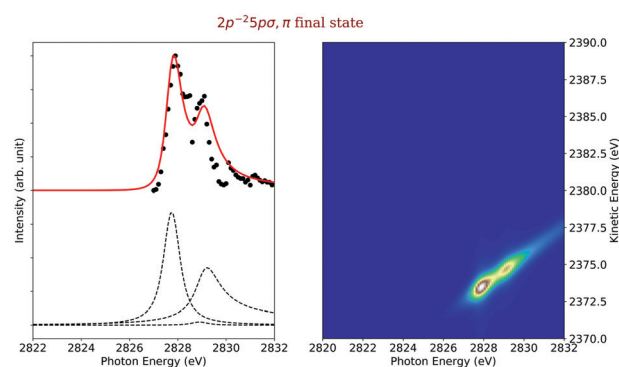 2p⁻²5pσ, π final state
Intensity (arb. unit)
2822 2824 2826 2828 2830 2832
Photon Energy (eV)
2390.0
2387.5
2385.0
2382.5
2380.0
2377.5
2375.0
2372.5
2370.0
Kinetic Energy (eV)
2820 2822 2824 2826 2828 2830 2832
Photon Energy (eV)